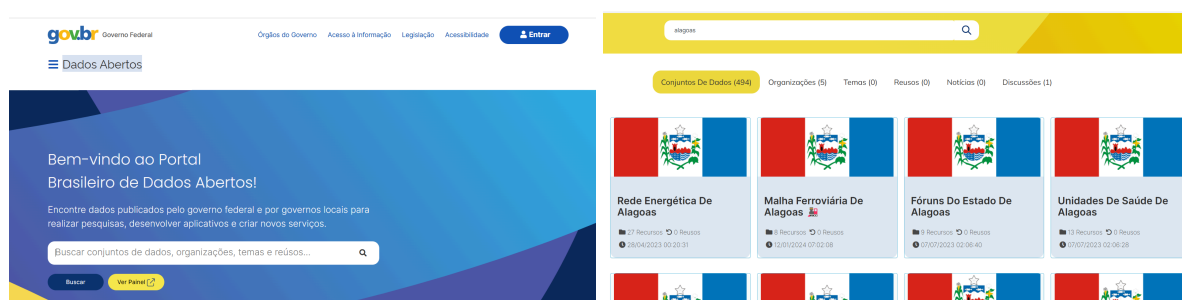 gov.br Governo Federal
Órgãos do Governo Acesso à Informação Legislação Acessibilidade Entrar
Dados Abertos
Bem-vindo ao Portal
Brasileiro de Dados Abertos!
Encontre dados publicados pelo governo federal e por governos locais para
realizar pesquisas, desenvolver aplicativos e criar novos serviços.
Buscar conjuntos de dados, organizações, temas e reúsos...
Buscar Ver Painel
alagoas
Conjuntos De Dados (494) Organizações (5) Temas (0) Reusos (0) Notícias (0) Discussões (1)
Rede Energética De
Alagoas
27 Recursos 0 Reusos
28/04/2023 00:20:31
Malha Ferroviária De
Alagoas
8 Recursos 0 Reusos
12/01/2024 07:02:08
Fóruns Do Estado De
Alagoas
9 Recursos 0 Reusos
07/07/2023 02:06:40
Unidades De Saúde De
Alagoas
13 Recursos 0 Reusos
07/07/2023 02:06:28